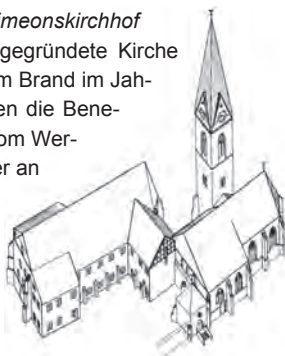 imeonskirchhof
gegründete Kirche
m Brand im Jah-
en die Bene-
om Wer-
er an